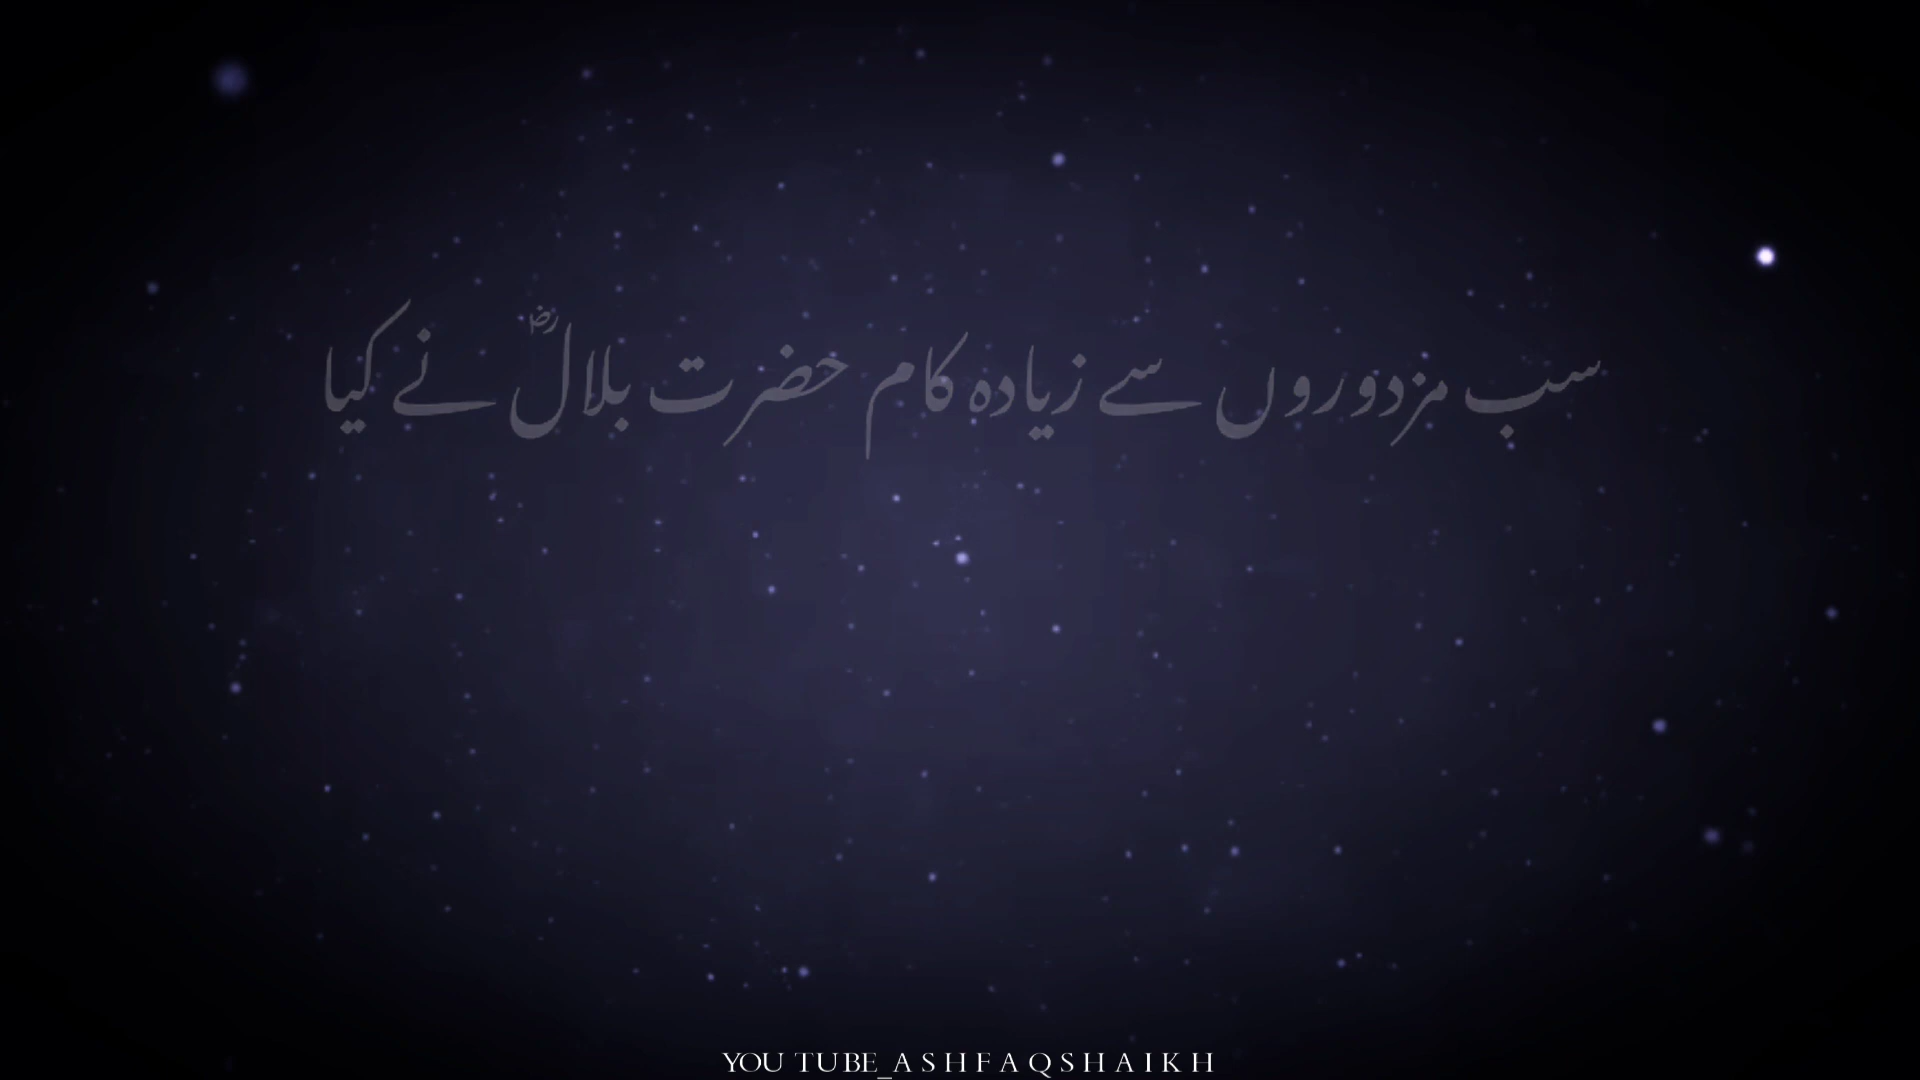 سب مزدوروں سے زیادہ کام حضرت بلالؓ نے کیا
YOU TUBE_ASHFAQSHAIKH